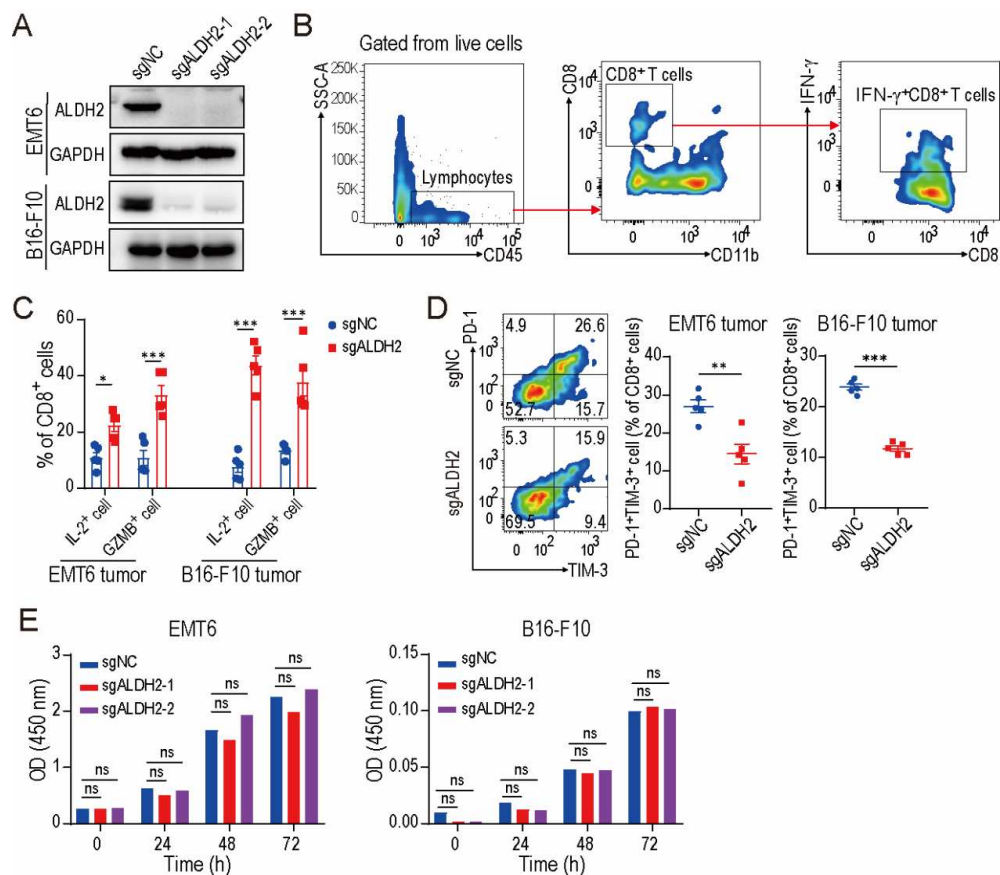 A
sgNC
sgALDH2-1
sgALDH2-2
EMT6
ALDH2
GAPDH
B16-F10
ALDH2
GAPDH
B
Gated from live cells
SSC-A
250K
200K
150K
100K
50K
0
Lymphocytes
0 10³ 10⁴ 10⁵
CD45
CD8
CD8⁺ T cells
10⁴
10³
0
0 10³ 10⁴
CD11b
IFN-γ
IFN-γ⁺CD8⁺ T cells
10⁴
10³
10²
0
0 10³ 10⁴
CD8
C
% of CD8⁺ cells
60
40
20
0
sgNC
sgALDH2
* *** *** ***
IL-2⁺ cell
GZMB⁺ cell
IL-2⁺ cell
GZMB⁺ cell
EMT6 tumor
B16-F10 tumor
D
PD-1
sgNC
4.9 26.6
52.7 15.7
10³
10²
0
sgALDH2
5.3 15.9
69.5 9.4
10³
10²
0
0 10² 10³
TIM-3
EMT6 tumor
PD-1⁺TIM-3⁺ cell (% of CD8⁺ cells)
40
30
20
10
0
**
sgNC
sgALDH2
B16-F10 tumor
PD-1⁺TIM-3⁺ cell (% of CD8⁺ cells)
30
20
10
0
***
sgNC
sgALDH2
E
EMT6
OD (450 nm)
3
2
1
0
sgNC
sgALDH2-1
sgALDH2-2
ns
ns
ns
ns
ns
ns
ns
ns
0 24 48 72
Time (h)
B16-F10
OD (450 nm)
0.15
0.10
0.05
0.00
sgNC
sgALDH2-1
sgALDH2-2
ns
ns
ns
ns
ns
ns
ns
ns
0 24 48 72
Time (h)